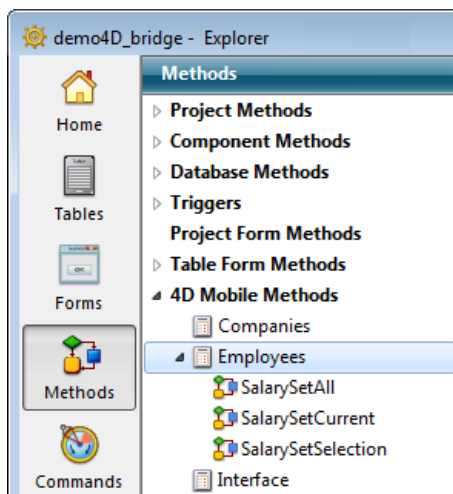 demo4D_bridge - Explorer
Home
Tables
Forms
Methods
Commands
Methods
Project Methods
Component Methods
Database Methods
Triggers
Project Form Methods
Table Form Methods
4D Mobile Methods
Companies
Employees
SalarySetAll
SalarySetCurrent
SalarySetSelection
Interface